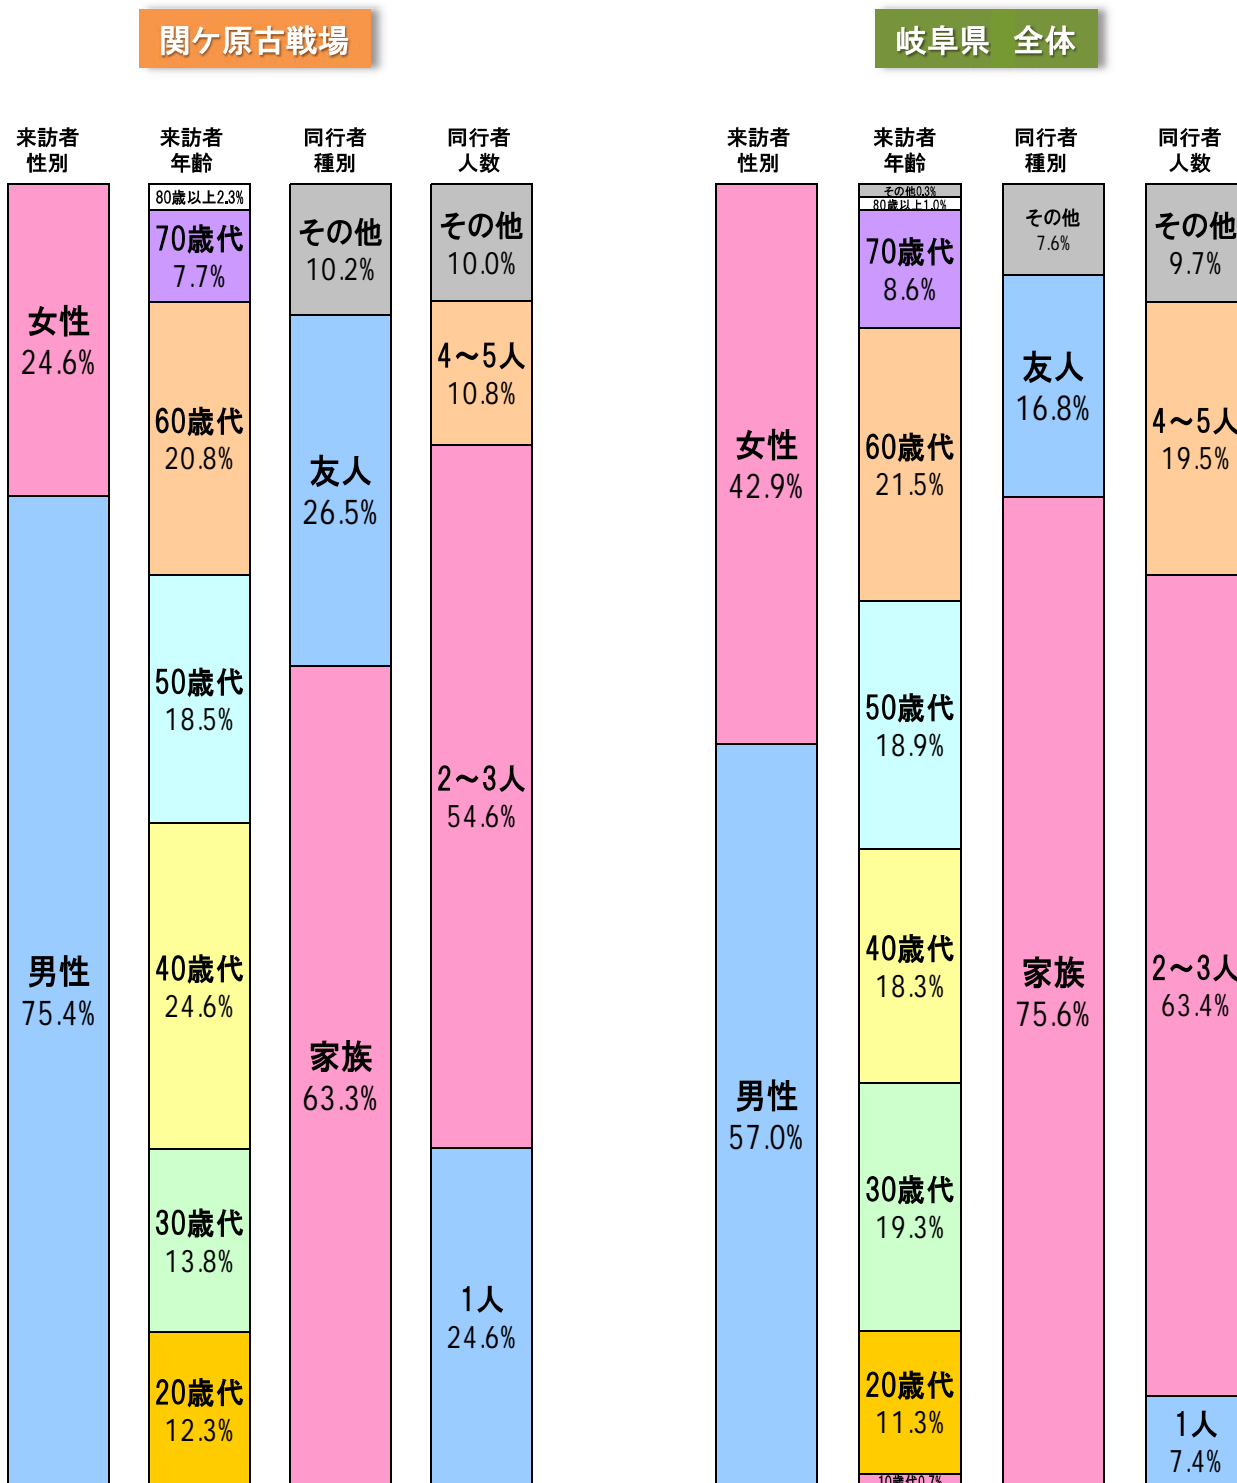 関ケ原古戦場
来訪者
性別
来訪者
年齢
同行者
種別
同行者
人数
女性
24.6%
男性
75.4%
80歳以上2.3%
70歳代
7.7%
60歳代
20.8%
50歳代
18.5%
40歳代
24.6%
30歳代
13.8%
20歳代
12.3%
その他
10.2%
友人
26.5%
家族
63.3%
その他
10.0%
4～5人
10.8%
2～3人
54.6%
1人
24.6%
岐阜県　全体
来訪者
性別
来訪者
年齢
同行者
種別
同行者
人数
女性
42.9%
男性
57.0%
その他0.3%
80歳以上1.0%
70歳代
8.6%
60歳代
21.5%
50歳代
18.9%
40歳代
18.3%
30歳代
19.3%
20歳代
11.3%
10歳代0.7%
その他
7.6%
友人
16.8%
家族
75.6%
その他
9.7%
4～5人
19.5%
2～3人
63.4%
1人
7.4%